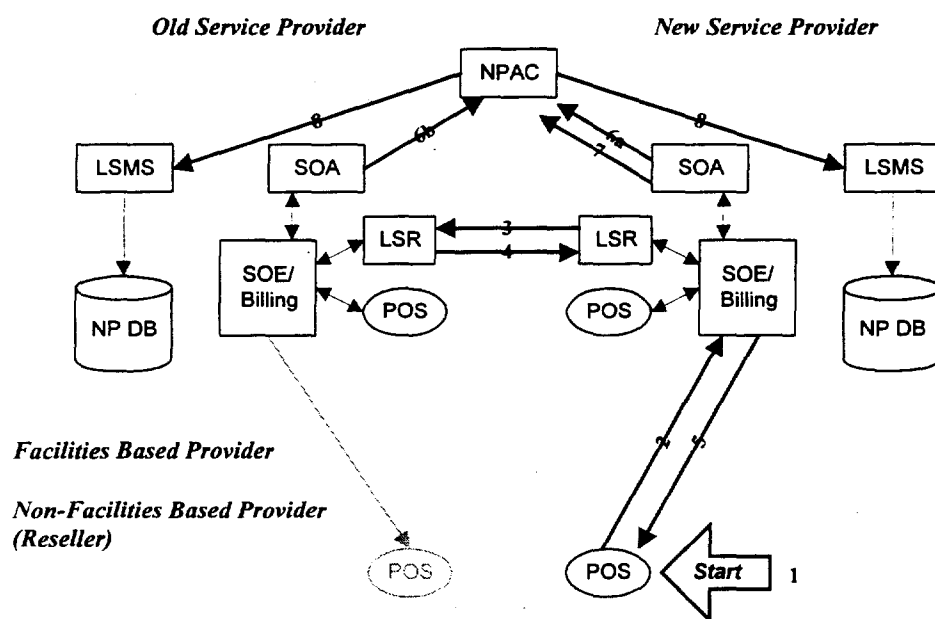 Old Service Provider
New Service Provider
NPAC
8
6b
6a
7
8
LSMS
SOA
SOA
LSMS
LSR
3
LSR
4
SOE/
Billing
SOE/
Billing
NP DB
POS
POS
NP DB
2
5
Facilities Based Provider
Non-Facilities Based Provider
(Reseller)
POS
POS
Start
1